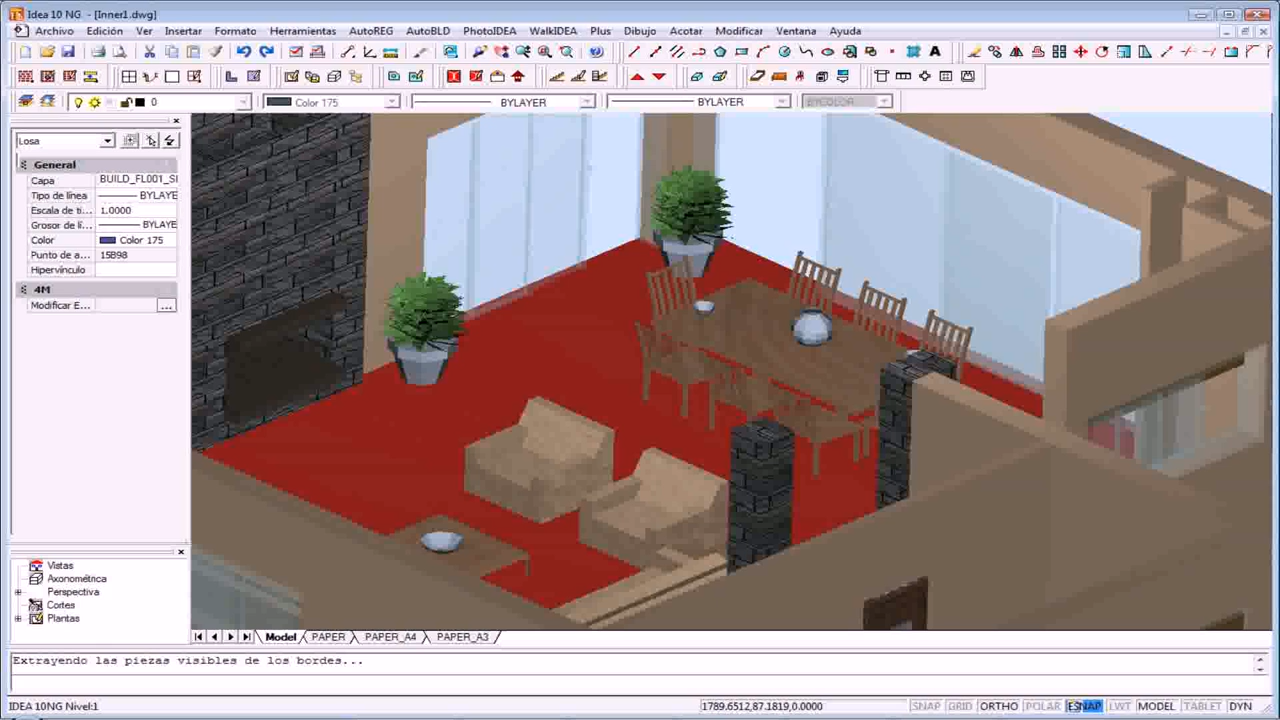 Idea 10 NG - [Inner1.dwg]
Archivo Edición Ver Insertar Formato Herramientas AutoREG AutoBLD PhotoIDEA WalkIDEA Plus Dibujo Acotar Modificar Ventana Ayuda
0 Color 175 BYLAYER BYLAYER BYCOLOR
Losa
General
Capa BUILD_FL001_SI
Tipo de línea BYLAYE
Escala de ti... 1.0000
Grosor de lí... BYLAYE
Color Color 175
Punto de a... 15B98
Hipervínculo
4M
Modificar E... ...
Vistas
Axonométrica
Perspectiva
Cortes
Plantas
Model PAPER PAPER_A4 PAPER_A3
Extrayendo las piezas visibles de los bordes...
IDEA 10NG Nivel:1 1789.6512,87.1819,0.0000 SNAP GRID ORTHO POLAR ESNAP LWT MODEL TABLET DYN